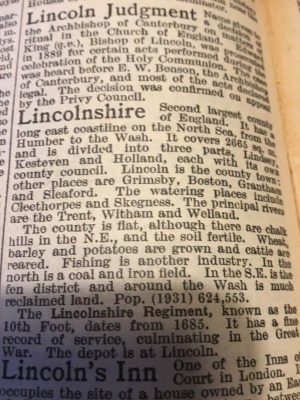 Lincoln Judgment Name given to
the Archbishop of Canterbury on
ritual in the Church of England,
King (q.v.), Bishop of Lincoln, was
in 1889 for certain acts performed during the
celebration of the Holy Communion. The
was heard before E. W. Benson, the Archbishop
of Canterbury, and most of the acts
legal. The decision was confirmed on appeal
by the Privy Council.
Lincolnshire Second largest county
of England. It has a
long east coastline on the North Sea, from the
Humber to the Wash. It covers 2665 sq. m.
and is divided into three parts, Lindsey,
Kesteven and Holland, each with its own
county council. Lincoln is the county town
other places are Grimsby, Boston, Grantham
and Sleaford. The watering places include
Cleethorpes and Skegness. The principal rivers
are the Trent, Witham and Welland.
The county is flat, although there are chalk
hills in the N.E., and the soil fertile. Wheat,
barley and potatoes are grown and cattle are
reared. Fishing is another industry. In the
north is a coal and iron field. In the S.E. is the
fen district and around the Wash is much
reclaimed land. Pop. (1931) 624,553.
The Lincolnshire Regiment, known as the
10th Foot, dates from 1685. It has a fine
record of service, culminating in the Great
War. The depot is at Lincoln.
Lincoln's Inn One of the Inns of
Court in London. It
occupies the site of a house owned by an Earl
between